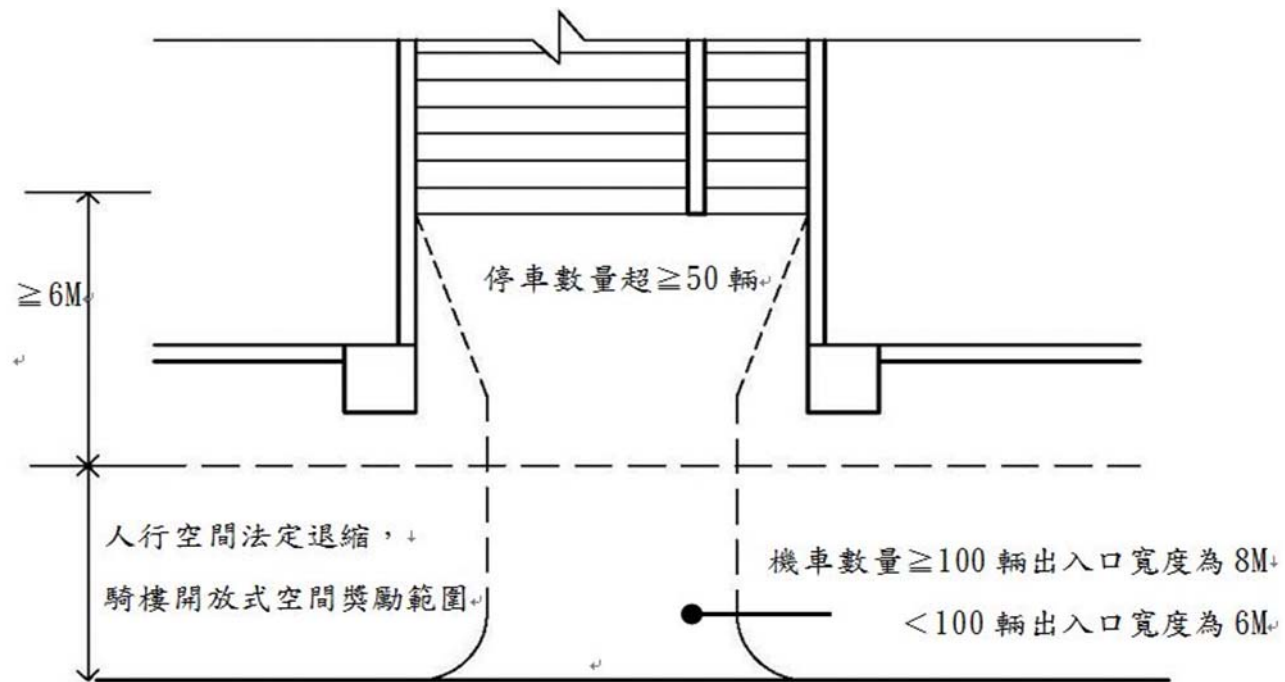 ≧6M
停車數量超≧50 輛
人行空間法定退縮，
騎樓開放式空間獎勵範圍
機車數量≧100 輛出入口寬度為 8M
＜100 輛出入口寬度為 6M